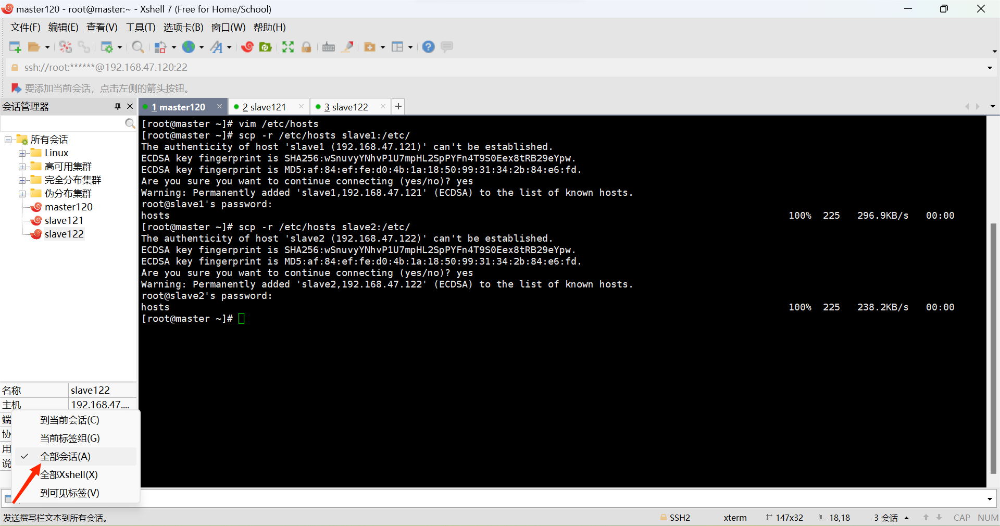 master120 - root@master:~ - Xshell 7 (Free for Home/School)
文件(F) 编辑(E) 查看(V) 工具(T) 选项卡(B) 窗口(W) 帮助(H)
ssh://root:******@192.168.47.120:22
要添加当前会话，点击左侧的箭头按钮。
会话管理器
1 master120
2 slave121
3 slave122
所有会话
Linux
高可用集群
完全分布集群
伪分布集群
master120
slave121
slave122
[root@master ~]# vim /etc/hosts
[root@master ~]# scp -r /etc/hosts slave1:/etc/
The authenticity of host 'slave1 (192.168.47.121)' can't be established.
ECDSA key fingerprint is SHA256:wSnuvyYNhvP1U7mpHL2SpPYFn4T9S0Eex8tRB29eYpw.
ECDSA key fingerprint is MD5:af:84:ef:fe:d0:4b:1a:18:50:99:31:34:2b:84:e6:fd.
Are you sure you want to continue connecting (yes/no)? yes
Warning: Permanently added 'slave1,192.168.47.121' (ECDSA) to the list of known hosts.
root@slave1's password:
hosts 100% 225 296.9KB/s 00:00
[root@master ~]# scp -r /etc/hosts slave2:/etc/
The authenticity of host 'slave2 (192.168.47.122)' can't be established.
ECDSA key fingerprint is SHA256:wSnuvyYNhvP1U7mpHL2SpPYFn4T9S0Eex8tRB29eYpw.
ECDSA key fingerprint is MD5:af:84:ef:fe:d0:4b:1a:18:50:99:31:34:2b:84:e6:fd.
Are you sure you want to continue connecting (yes/no)? yes
Warning: Permanently added 'slave2,192.168.47.122' (ECDSA) to the list of known hosts.
root@slave2's password:
hosts 100% 225 238.2KB/s 00:00
[root@master ~]#
名称 slave122
主机 192.168.47....
端
协
用
说
到当前会话(C)
当前标签组(G)
全部会话(A)
全部Xshell(X)
到可见标签(V)
发送撰写栏文本到所有会话。
SSH2 xterm 147x32 18,18 3 会话 CAP NUM